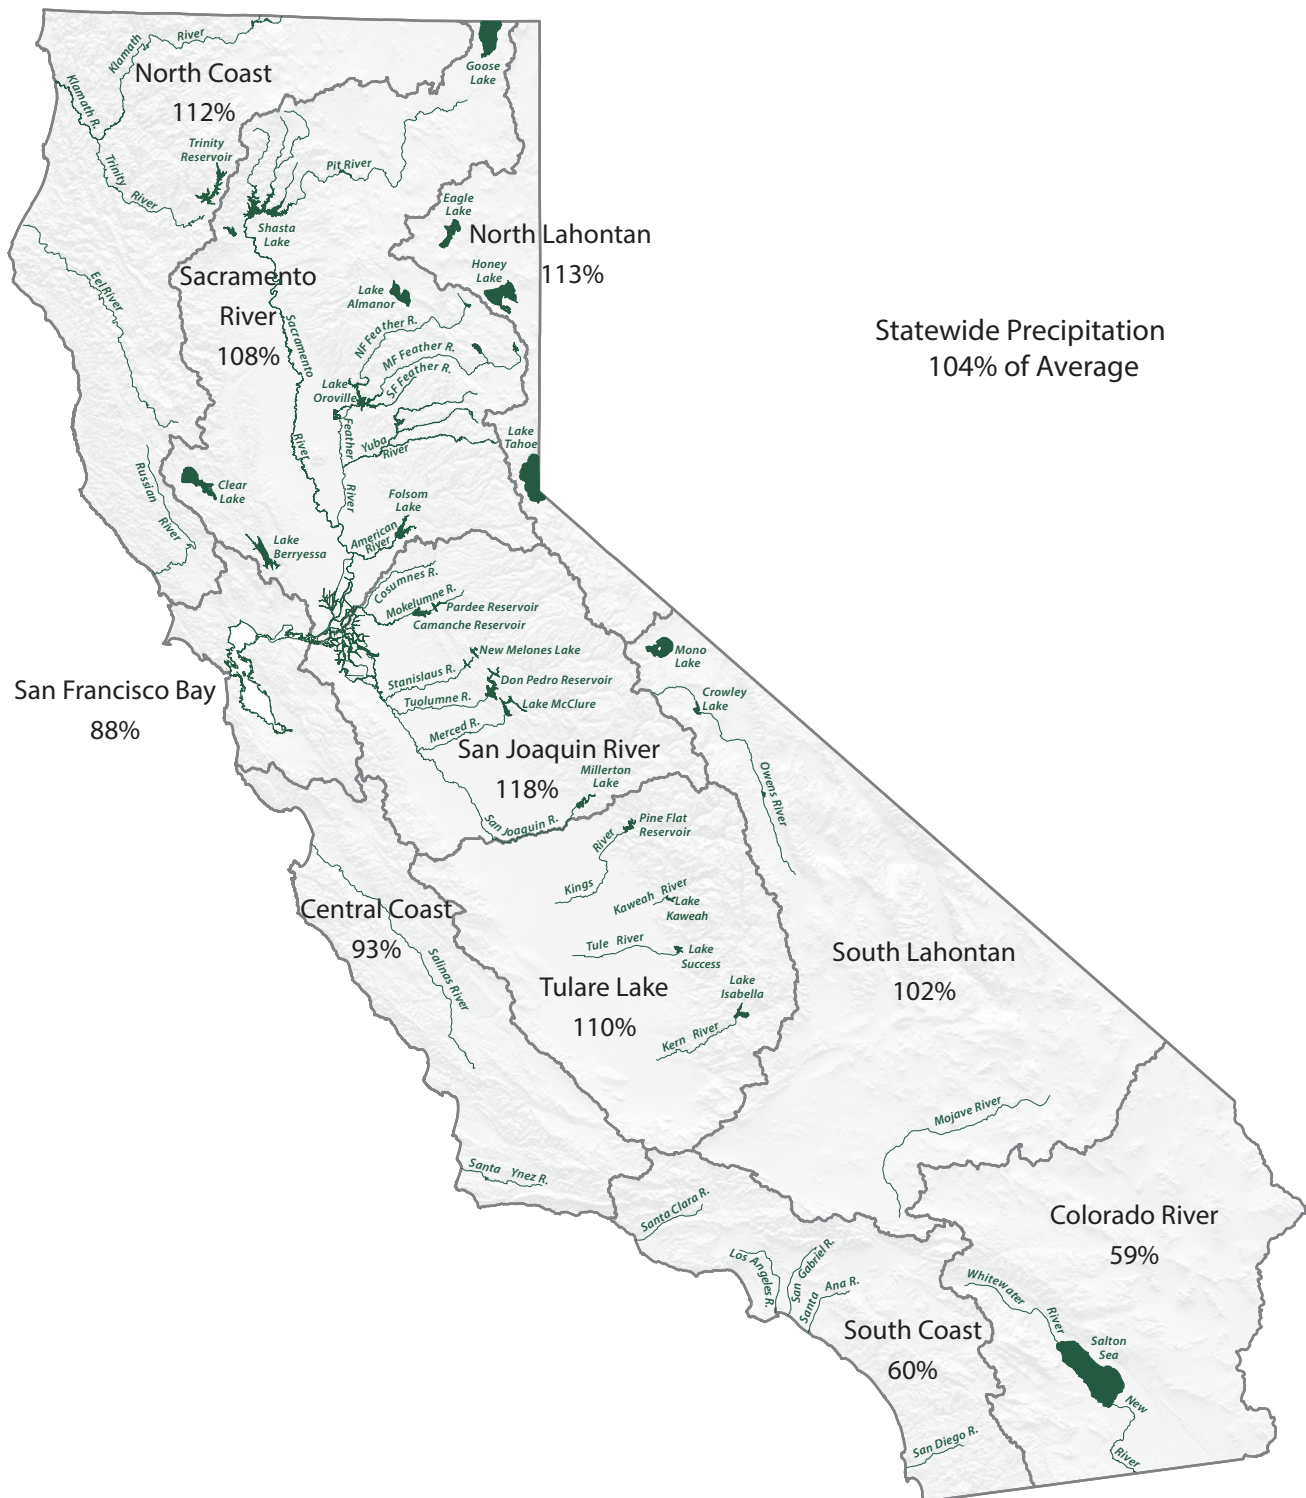 Klamath
River
Goose
Lake
North Coast
112%
Klamath R.
Trinity
Reservoir
Pit River
Trinity
River
Eagle
Lake
Shasta
Lake
North Lahontan
113%
Honey
Lake
Sacramento
River
108%
Eel River
Lake
Almanor
Sacramento
River
NF Feather R.
MF Feather R.
SF Feather R.
Statewide Precipitation
104% of Average
Lake
Oroville
Feather
River
Yuba
River
Lake
Tahoe
Russian
River
Clear
Lake
Folsom
Lake
American
River
Lake
Berryessa
Cosumnes R.
Mokelumne R.
Pardee Reservoir
Camanche Reservoir
New Melones Lake
Mono
Lake
Stanislaus R.
Don Pedro Reservoir
San Francisco Bay
88%
Tuolumne R.
Lake McClure
Crowley
Lake
Merced R.
San Joaquin River
118%
Millerton
Lake
Owens River
San Joaquin R.
Pine Flat
Reservoir
Kings
River
Kaweah River
Lake
Kaweah
Central Coast
93%
Salinas River
Tule River
Lake
Success
South Lahontan
102%
Tulare Lake
110%
Lake
Isabella
Kern River
Mojave River
Santa Ynez R.
Santa Clara R.
Colorado River
59%
Los Angeles R.
San Gabriel R.
Santa Ana R.
Whitewater
River
South Coast
60%
Salton
Sea
New
River
San Diego R.